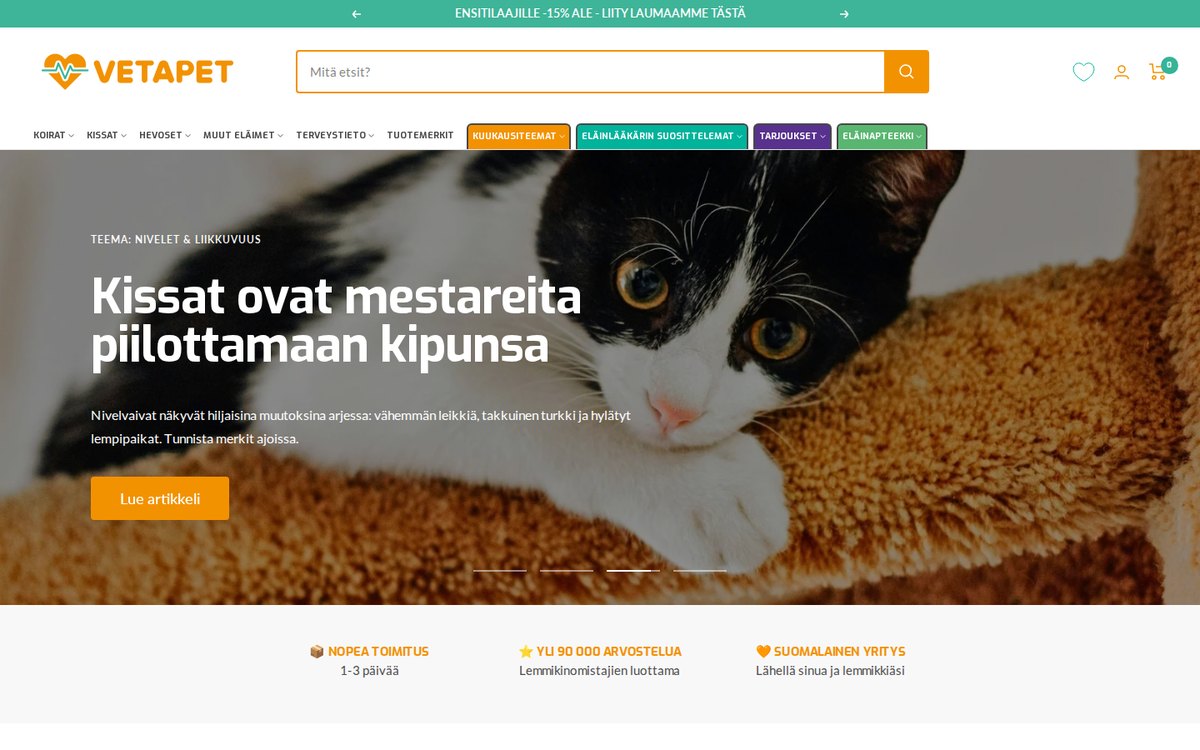 ENSITILAAJILLE -15% ALE - LIITY LAUMAAMME TÄSTÄ
VETAPET
Mitä etsit?
0
KOIRAT KISSAT HEVOSET MUUT ELÄIMET TERVEYSTIETO TUOTEMERKIT KUUKAUSITEEMAT ELÄINLÄÄKÄRIN SUOSITTELEMAT TARJOUKSET ELÄINAPTEEKKI
TEEMA: NIVELET & LIIKKUVUUS
Kissat ovat mestareita
piilottamaan kipunsa
Nivelvaivat näkyvät hiljaisina muutoksina arjessa: vähemmän leikkiä, takkuinen turkki ja hylätyt
lempipaikat. Tunnista merkit ajoissa.
Lue artikkeli
📦 NOPEA TOIMITUS
1-3 päivää
⭐ YLI 90 000 ARVOSTELUA
Lemmikinomistajien luottama
🧡 SUOMALAINEN YRITYS
Lähellä sinua ja lemmikkiäsi